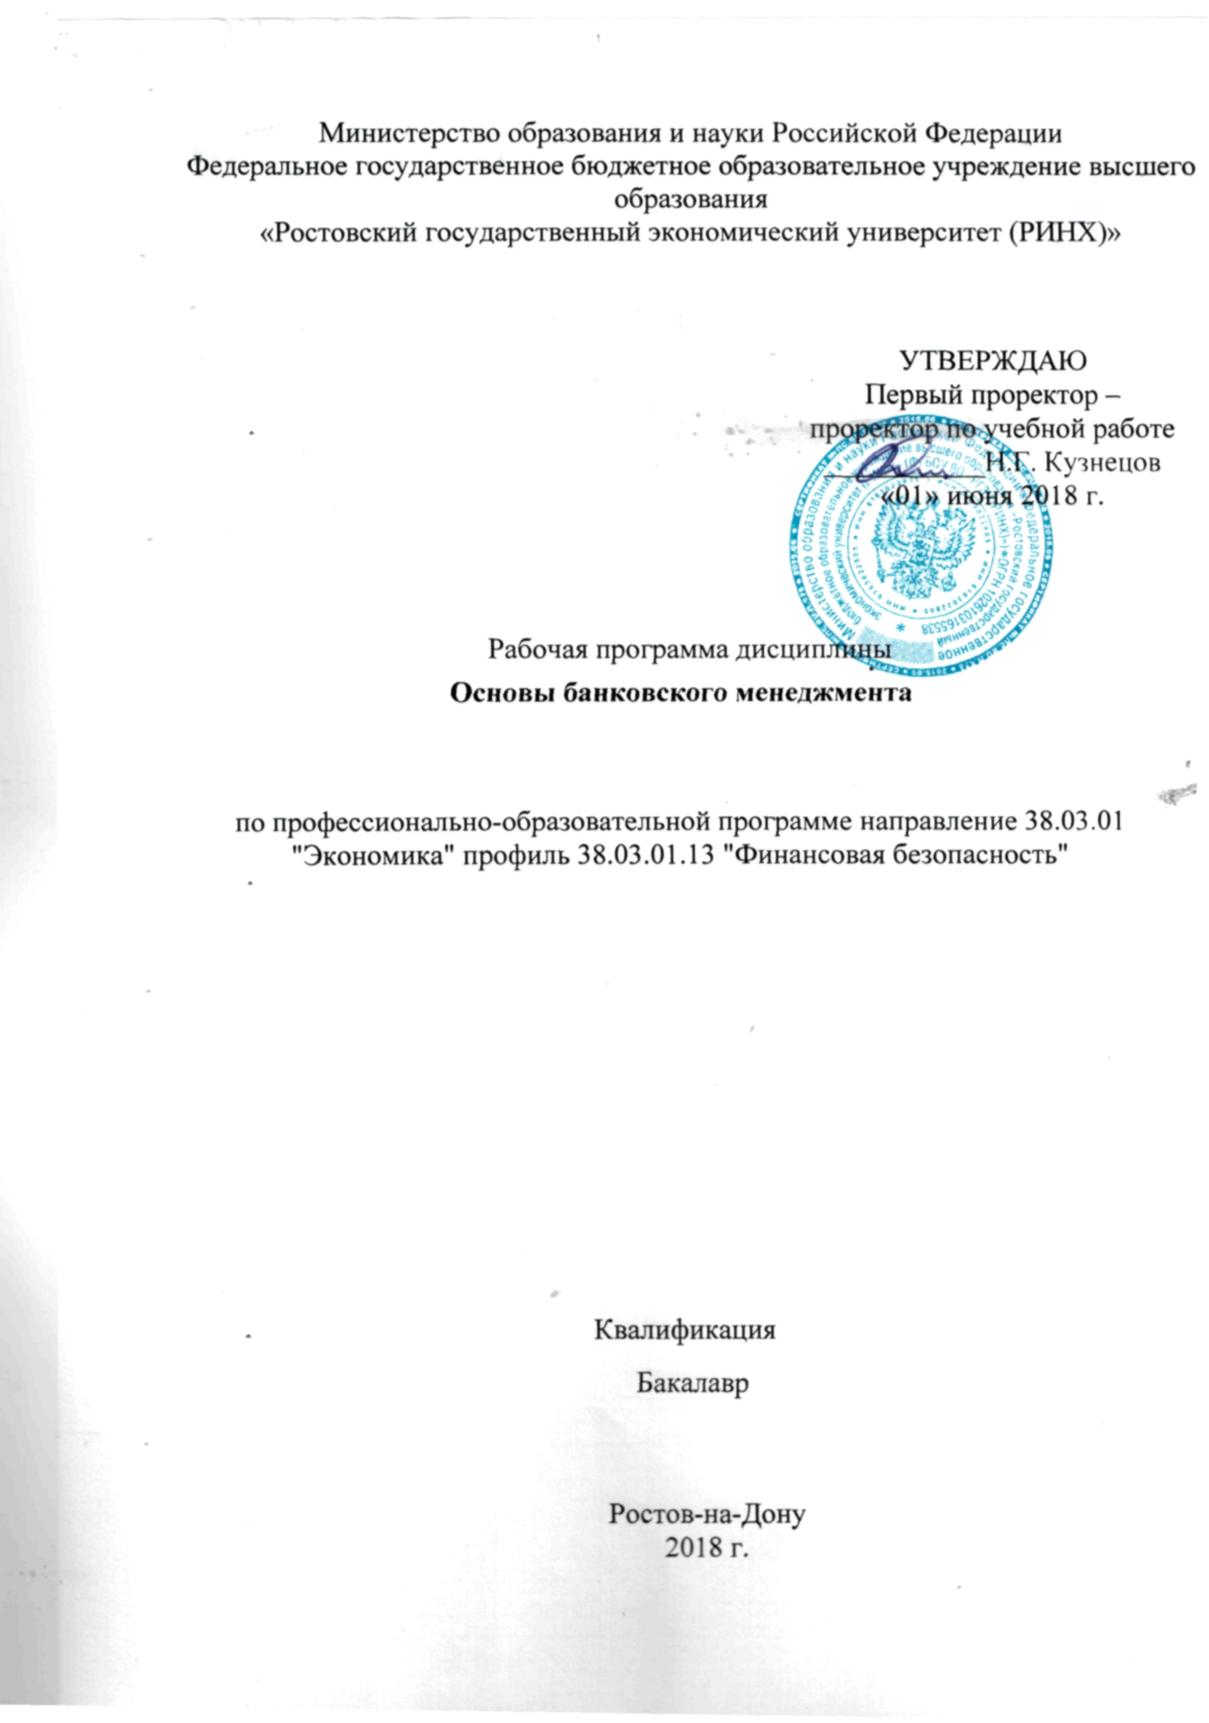 Министерство образования и науки Российской Федерации
Федеральное государственное бюджетное образовательное учреждение высшего
образования
«Ростовский государственный экономический университет (РИНХ)»
УТВЕРЖДАЮ
Первый проректор –
проректор по учебной работе
Н.Г. Кузнецов
«01» июня 2018 г.
Рабочая программа дисциплины
Основы банковского менеджмента
по профессионально-образовательной программе направление 38.03.01
"Экономика" профиль 38.03.01.13 "Финансовая безопасность"
Квалификация
Бакалавр
Ростов-на-Дону
2018 г.